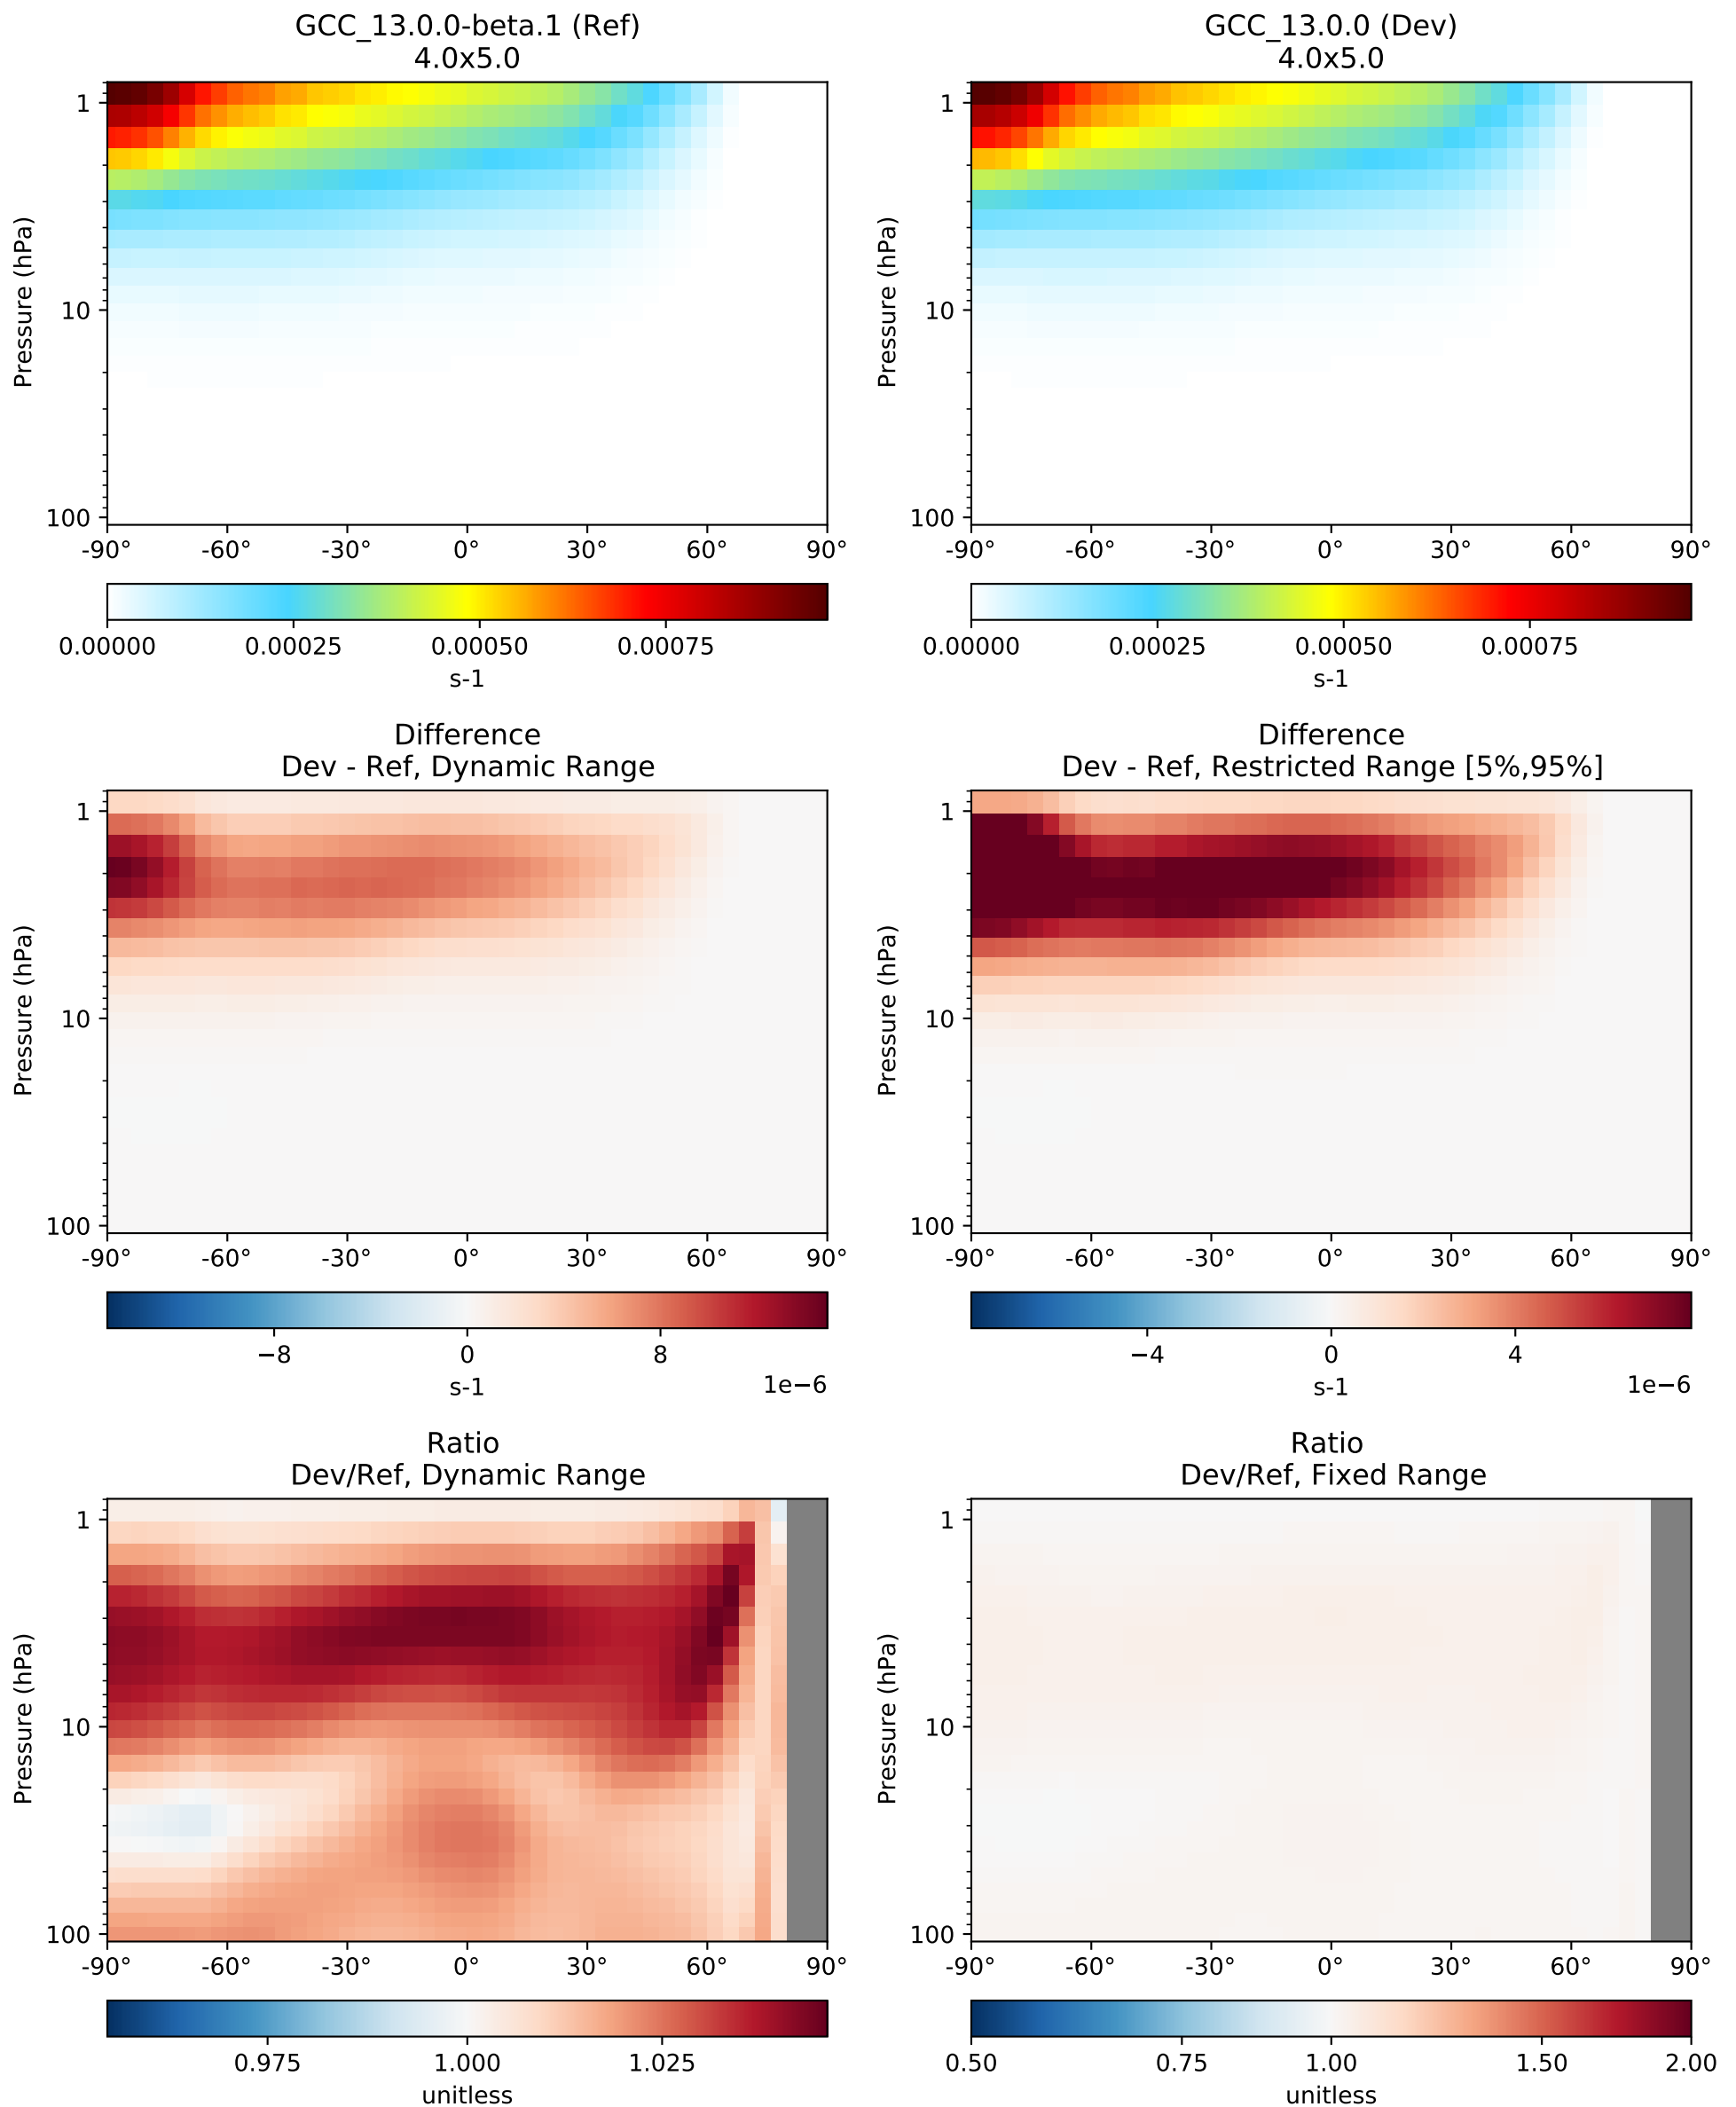 GCC_13.0.0-beta.1 (Ref)
4.0x5.0
1
10
100
Pressure (hPa)
-90° -60° -30° 0° 30° 60° 90°
0.00000 0.00025 0.00050 0.00075
s-1
GCC_13.0.0 (Dev)
4.0x5.0
1
10
100
Pressure (hPa)
-90° -60° -30° 0° 30° 60° 90°
0.00000 0.00025 0.00050 0.00075
s-1
Difference
Dev - Ref, Dynamic Range
1
10
100
Pressure (hPa)
-90° -60° -30° 0° 30° 60° 90°
−8 0 8
s-1 1e−6
Difference
Dev - Ref, Restricted Range [5%,95%]
1
10
100
Pressure (hPa)
-90° -60° -30° 0° 30° 60° 90°
−4 0 4
s-1 1e−6
Ratio
Dev/Ref, Dynamic Range
1
10
100
Pressure (hPa)
-90° -60° -30° 0° 30° 60° 90°
0.975 1.000 1.025
unitless
Ratio
Dev/Ref, Fixed Range
1
10
100
Pressure (hPa)
-90° -60° -30° 0° 30° 60° 90°
0.50 0.75 1.00 1.50 2.00
unitless